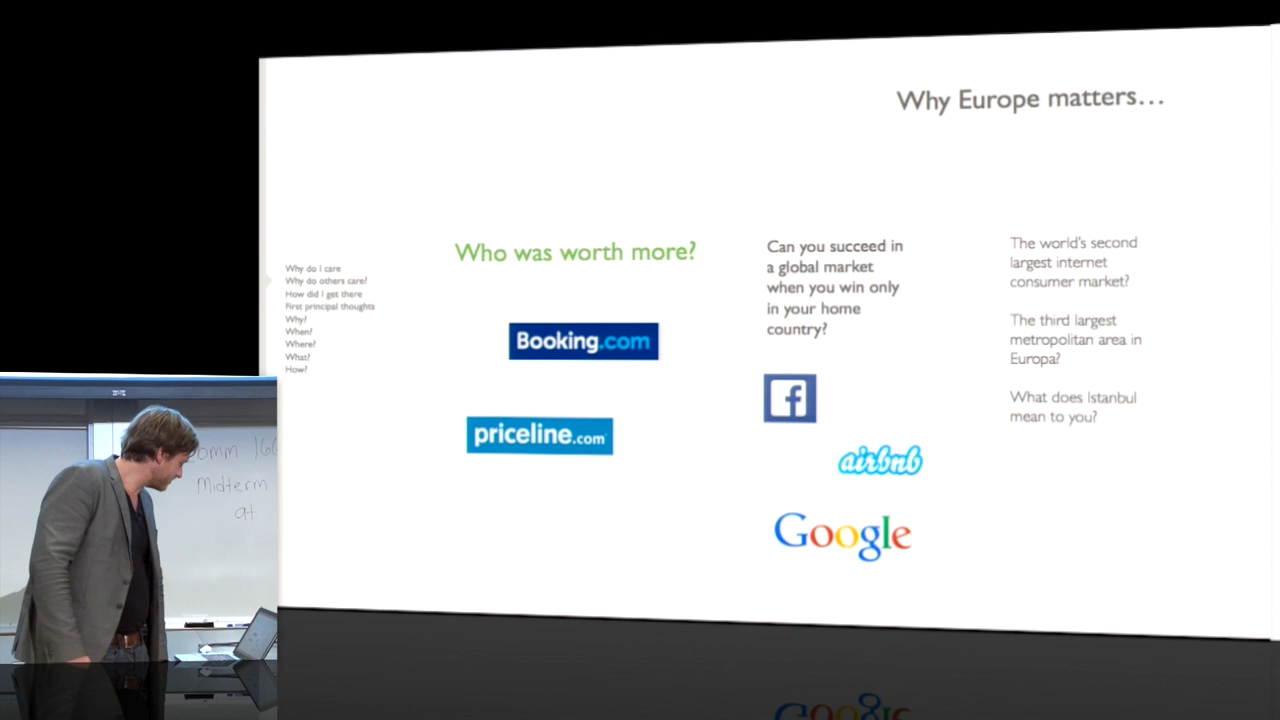 Why Europe matters…
Why do I care
Why do others care?
How did I get there
First principal thoughts
Why?
When?
Where?
What?
How?
Who was worth more?
Booking.com
priceline.com
Can you succeed in
a global market
when you win only
in your home
country?
f
airbnb
Google
The world's second
largest internet
consumer market?
The third largest
metropolitan area in
Europa?
What does Istanbul
mean to you?
omm 166
Midterm
at